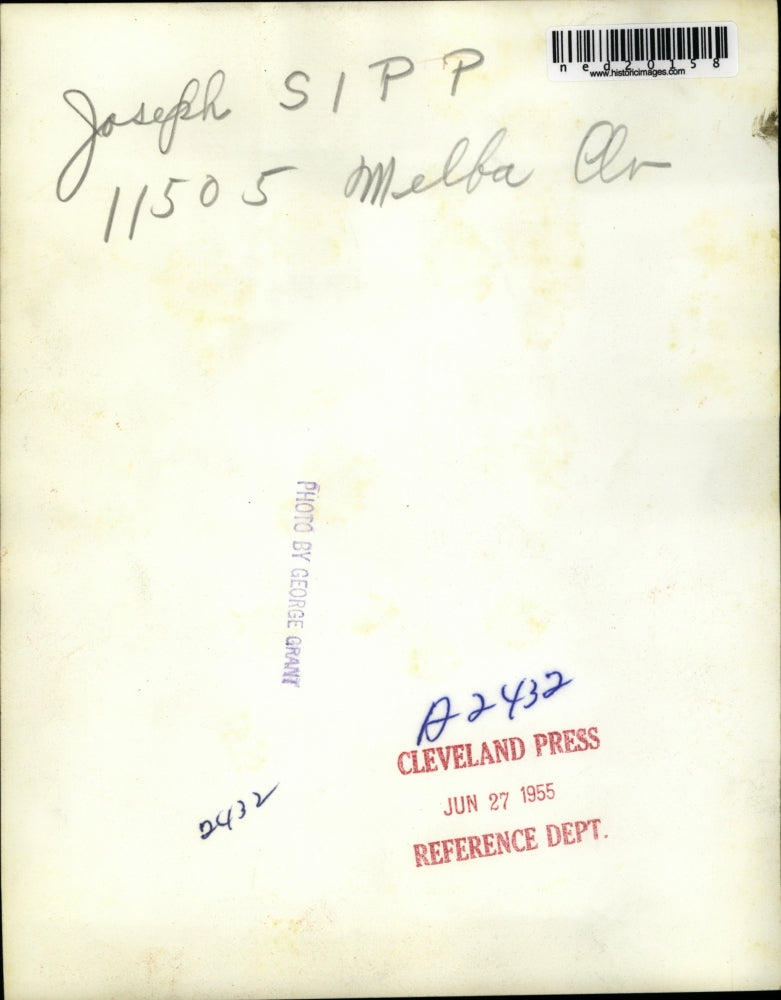 ned20158
www.historicimages.com
Joseph SIPP
11505 Melba Clv
PHOTO BY GEORGE GRANT
A2432
CLEVELAND PRESS
JUN 27 1955
REFERENCE DEPT.
2432